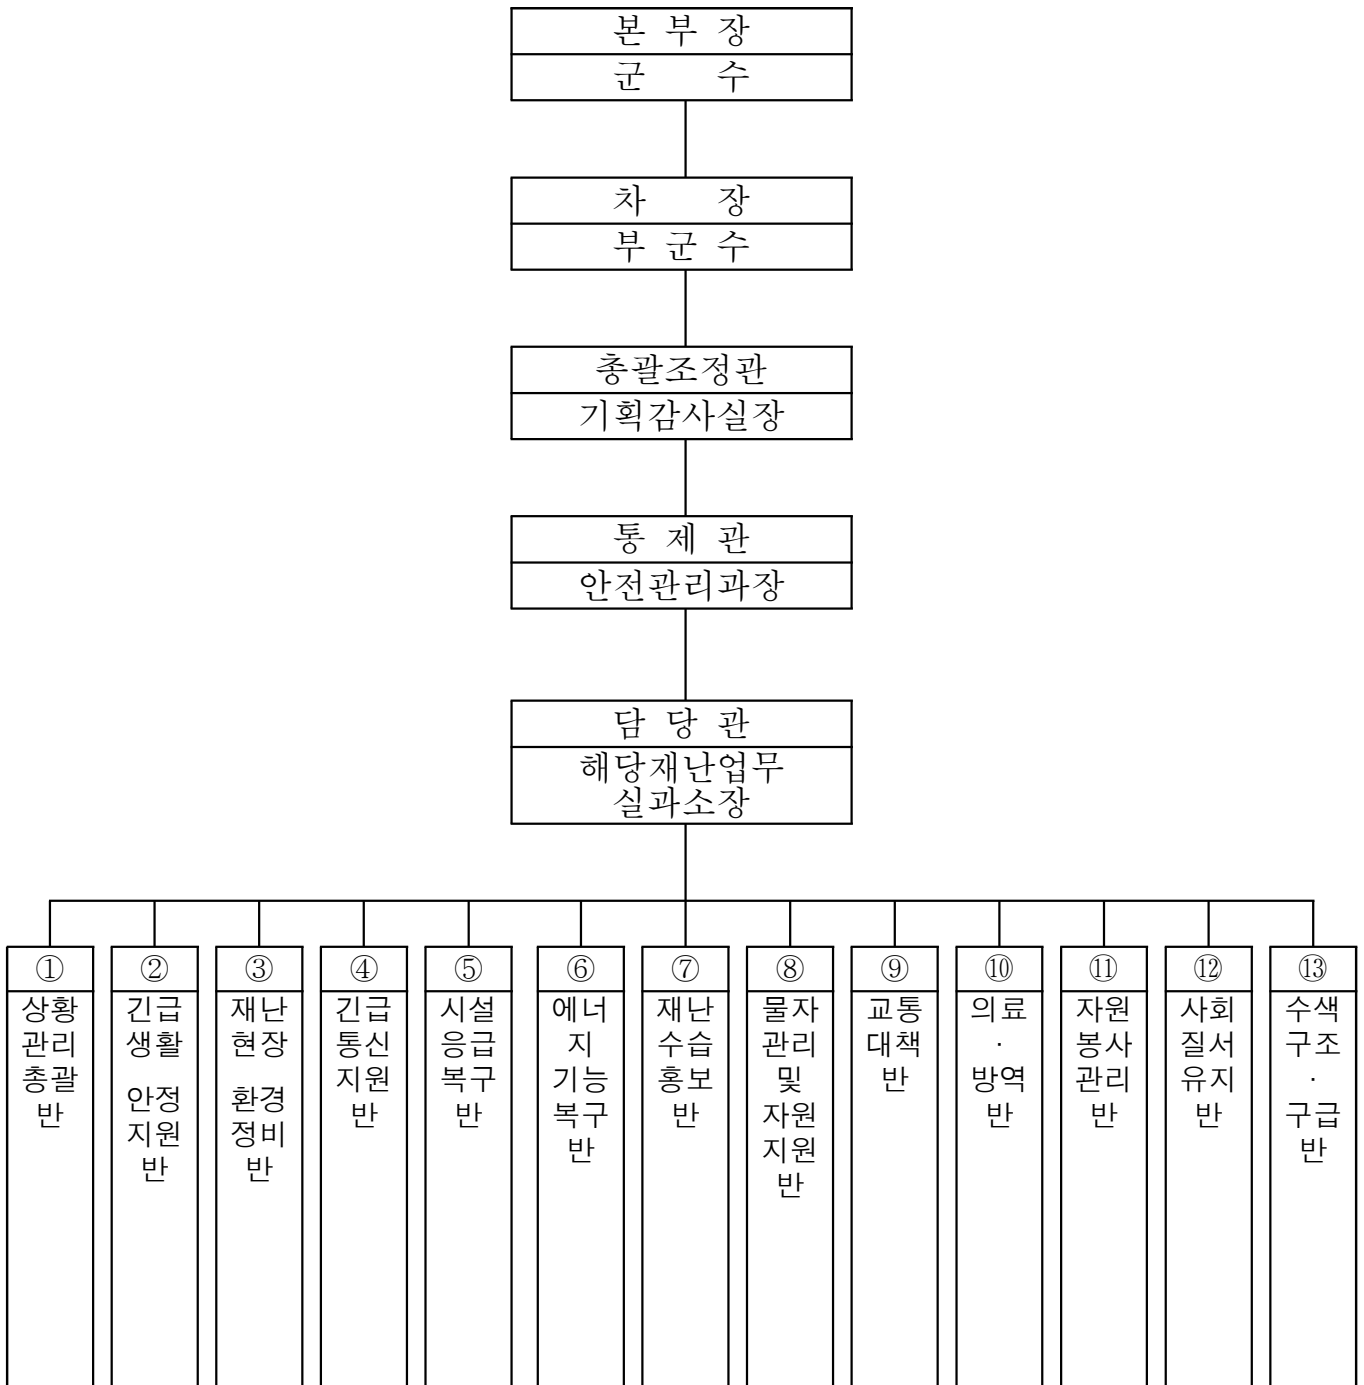 본 부 장
군 수
차 장
부 군 수
총괄조정관
기획감사실장
통 제 관
안전관리과장
담 당 관
해당재난업무
실과소장
①
상황
관리
총괄
반
②
긴급
생활
안정
지원
반
③
재난
현장
환경
정비
반
④
긴급
통신
지원
반
⑤
시설
응급
복구
반
⑥
에너
지
기능
복구
반
⑦
재난
수습
홍보
반
⑧
물자
관리
및
자원
지원
반
⑨
교통
대책
반
⑩
의료
·
방역
반
⑪
자원
봉사
관리
반
⑫
사회
질서
유지
반
⑬
수색
구조
·
구급
반